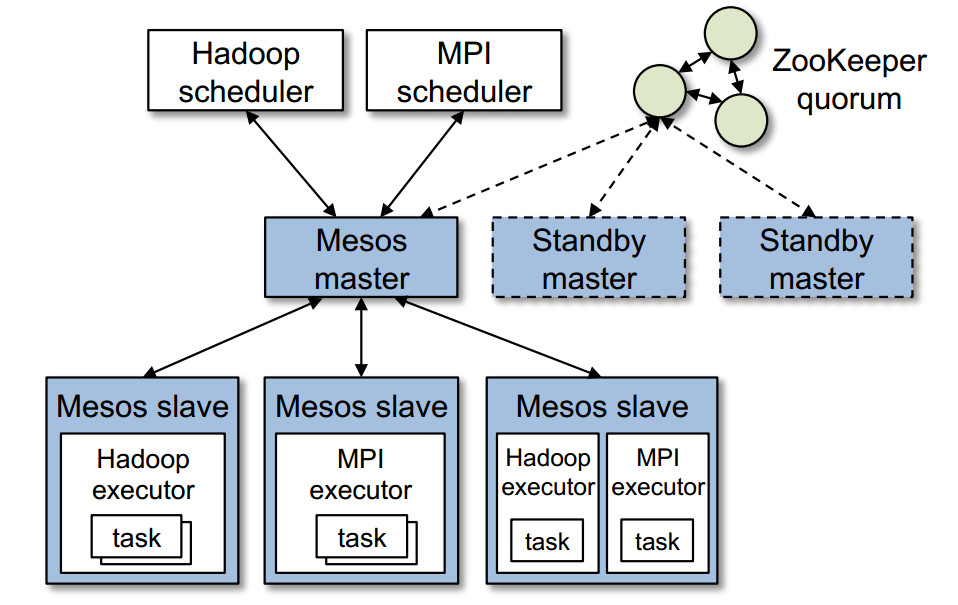 Hadoop
scheduler
MPI
scheduler
ZooKeeper
quorum
Mesos
master
Standby
master
Standby
master
Mesos slave
Hadoop
executor
task
Mesos slave
MPI
executor
task
Mesos slave
Hadoop
executor
task
MPI
executor
task